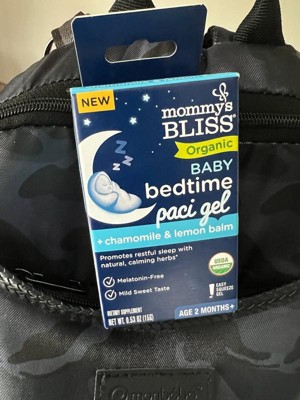 NEW
mommy's
BLISS®
Organic
BABY
bedtime
paci gel
+ chamomile & lemon balm
Promotes restful sleep with
natural, calming herbs*
USDA
ORGANIC
Melatonin-Free
Mild Sweet Taste
EASY
SQUEEZE
GEL
DIETARY SUPPLEMENT
NET WT. 0.53 OZ (15G)
AGE 2 MONTHS+